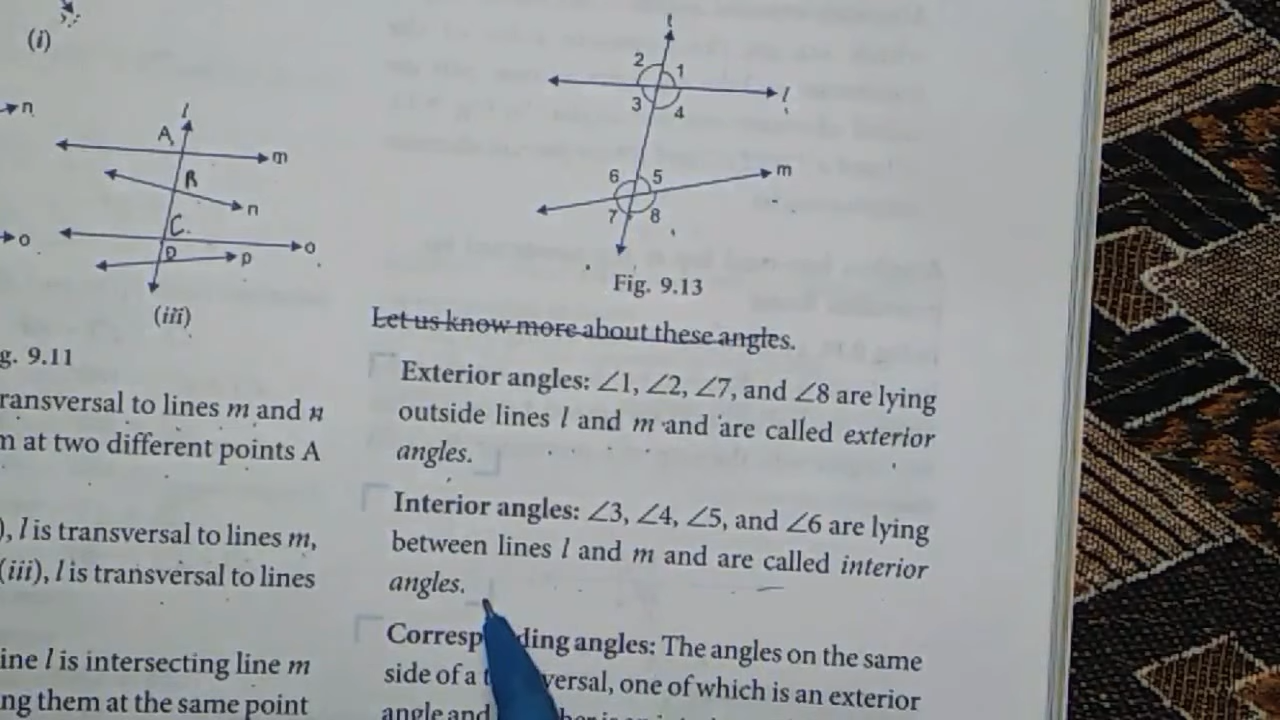 (i)
n
l
A
m
B
n
C
o
o
D
p
(iii)
g. 9.11
ransversal to lines m and n
m at two different points A
), l is transversal to lines m,
(iii), l is transversal to lines
ine l is intersecting line m
ng them at the same point
t
2
1
l
3
4
6
5
m
7
8
Fig. 9.13
Let us know more about these angles.
Exterior angles: ∠1, ∠2, ∠7, and ∠8 are lying
outside lines l and m and are called exterior
angles.
Interior angles: ∠3, ∠4, ∠5, and ∠6 are lying
between lines l and m and are called interior
angles.
Corresp ding angles: The angles on the same
side of a versal, one of which is an exterior
angle and